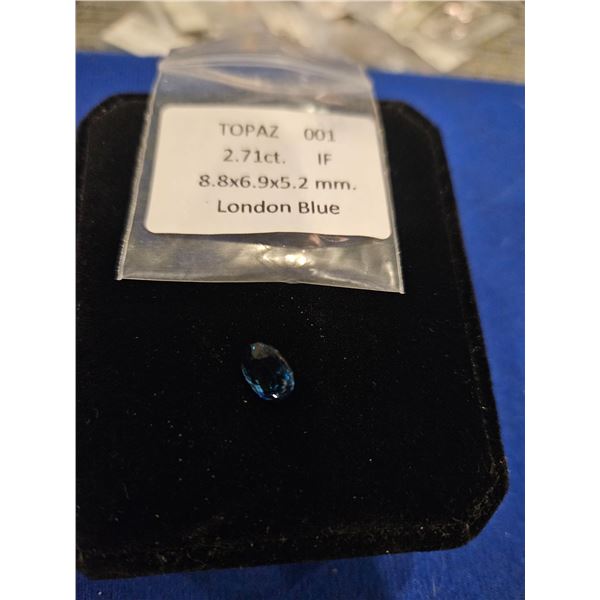 TOPAZ 001
2.71ct. IF
8.8x6.9x5.2 mm.
London Blue